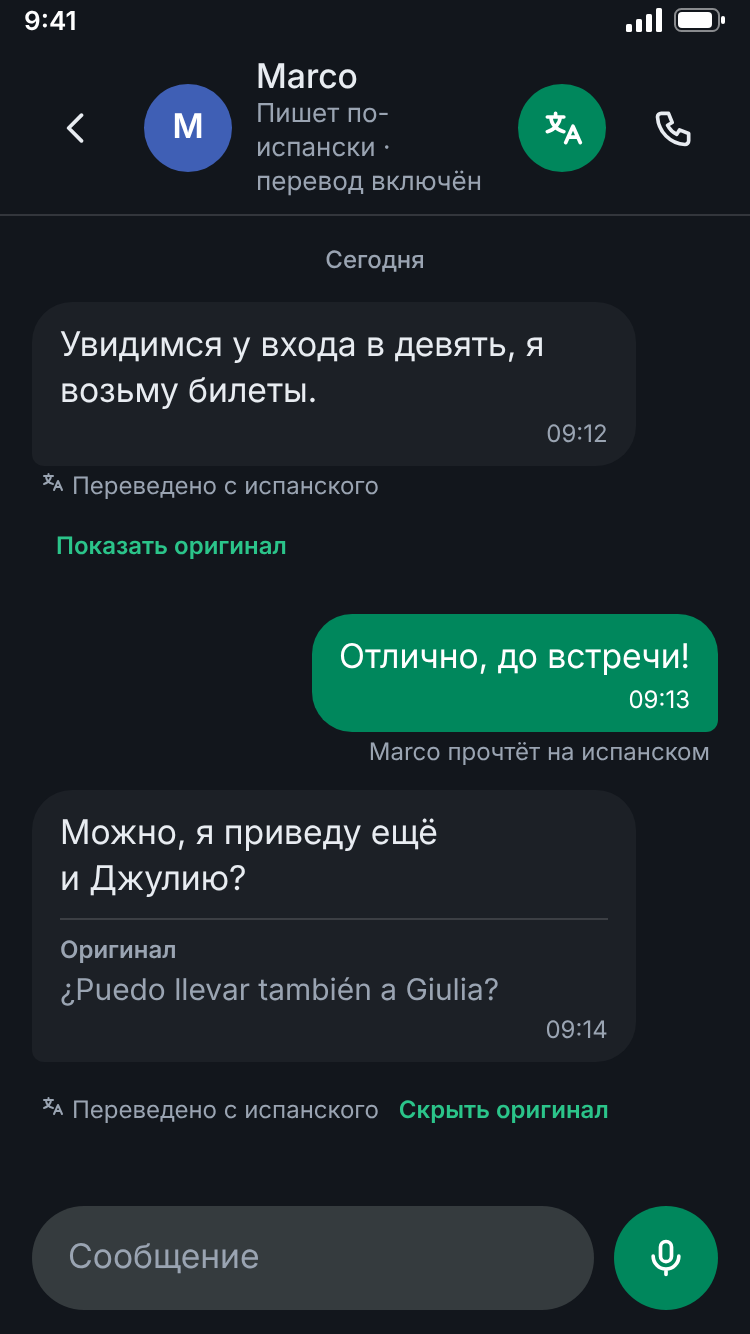 9:41
M
Marco
Пишет по-
испански ·
перевод включён
Сегодня
Увидимся у входа в девять, я
возьму билеты.
09:12
Переведено с испанского
Показать оригинал
Отлично, до встречи!
09:13
Marco прочтёт на испанском
Можно, я приведу ещё
и Джулию?
Оригинал
¿Puedo llevar también a Giulia?
09:14
Переведено с испанского Скрыть оригинал
Сообщение